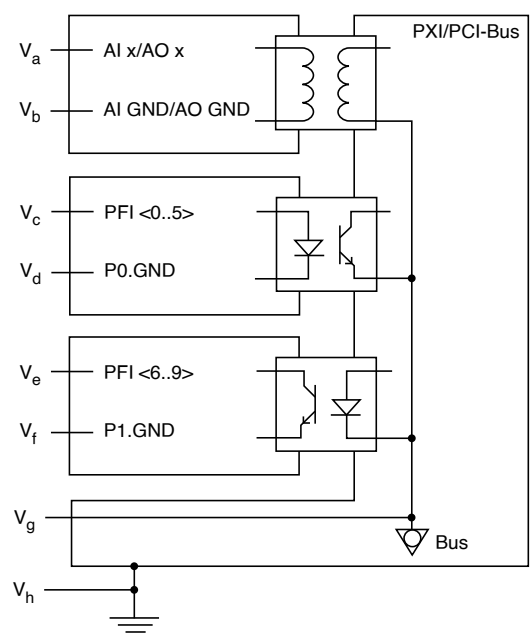 PXI/PCI-Bus
Va AI x/AO x
Vb AI GND/AO GND
Vc PFI <0..5>
Vd P0.GND
Ve PFI <6..9>
Vf P1.GND
Vg
Bus
Vh